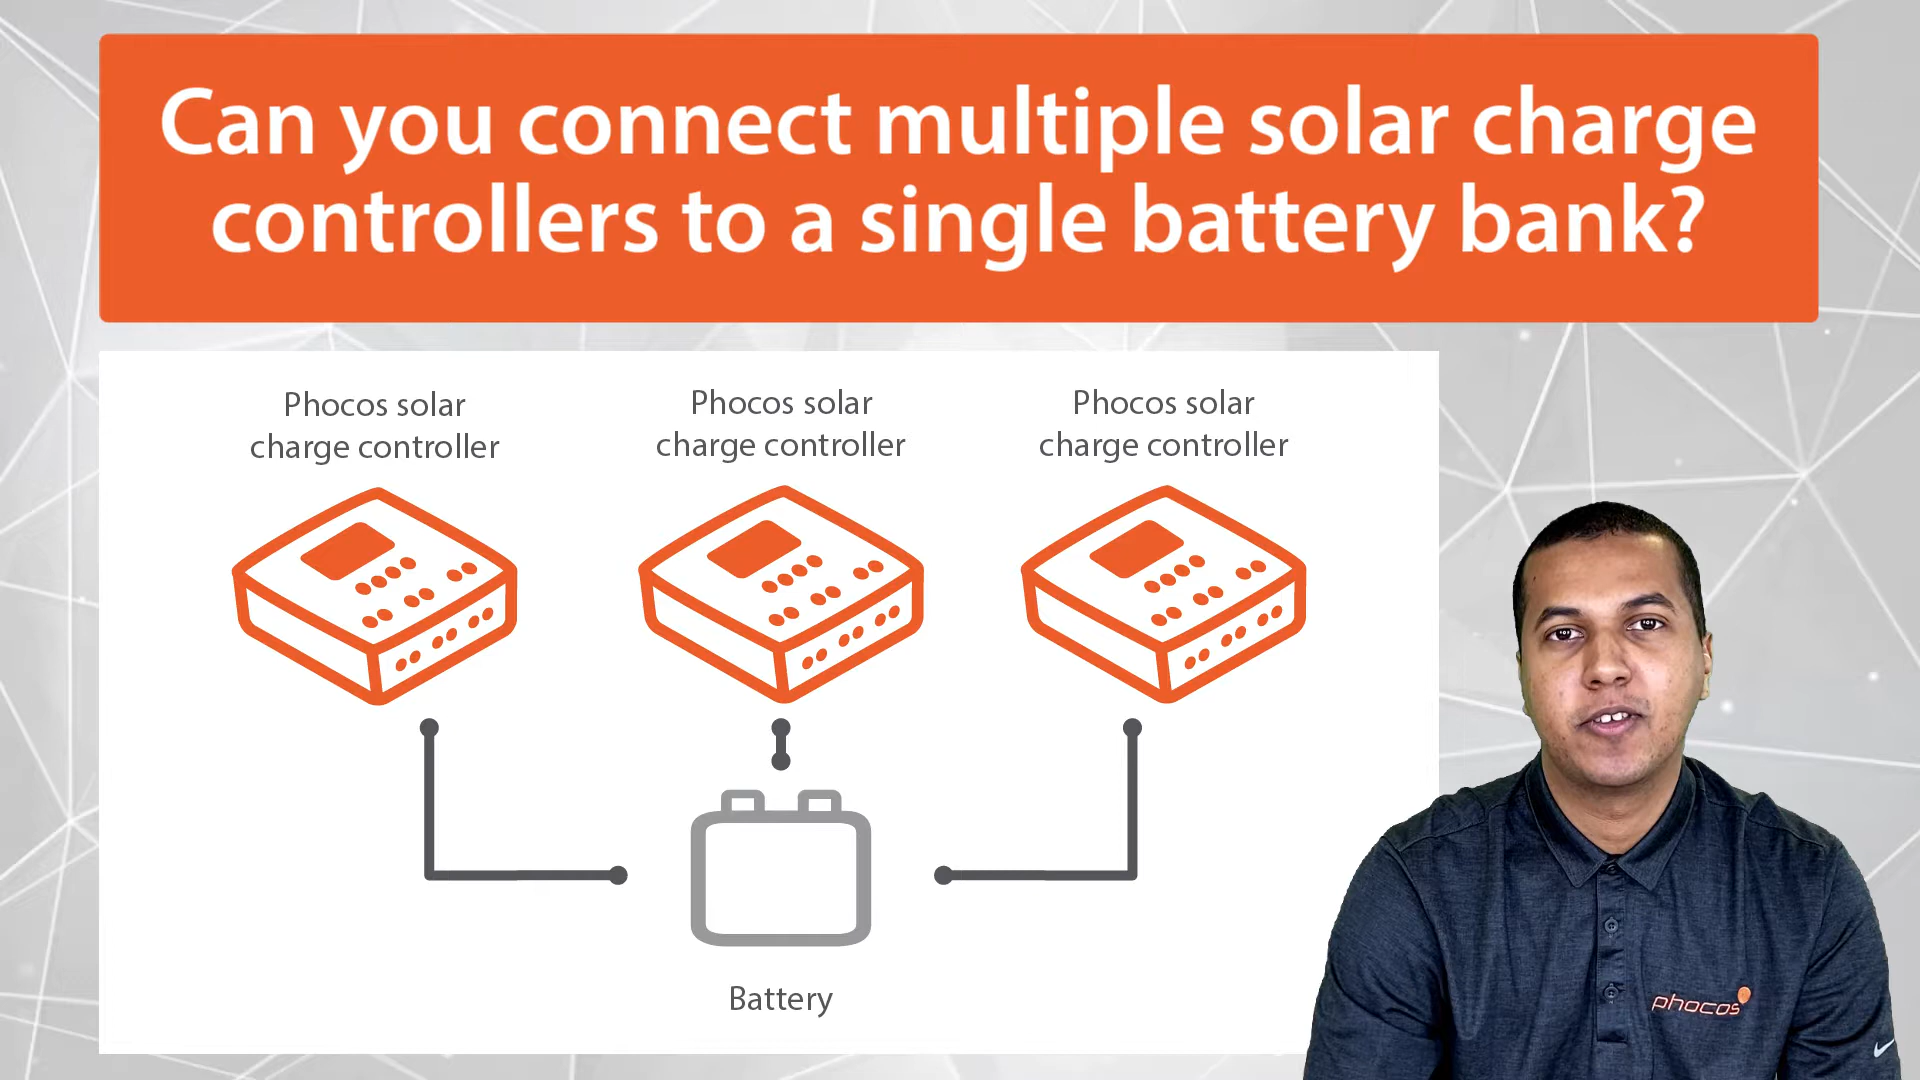 Can you connect multiple solar charge
controllers to a single battery bank?
Phocos solar
charge controller
Phocos solar
charge controller
Phocos solar
charge controller
Battery
phocos